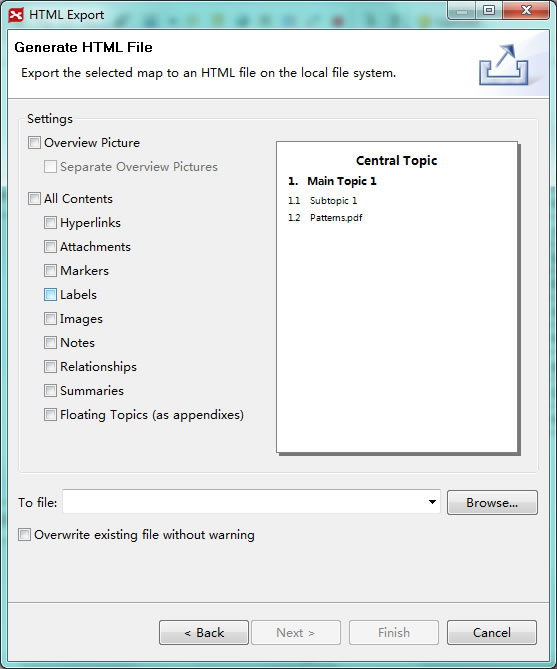 HTML Export
Generate HTML File
Export the selected map to an HTML file on the local file system.
Settings
Overview Picture
Separate Overview Pictures
All Contents
Hyperlinks
Attachments
Markers
Labels
Images
Notes
Relationships
Summaries
Floating Topics (as appendixes)
Central Topic
1. Main Topic 1
1.1 Subtopic 1
1.2 Patterns.pdf
To file:
Browse...
Overwrite existing file without warning
< Back
Next >
Finish
Cancel